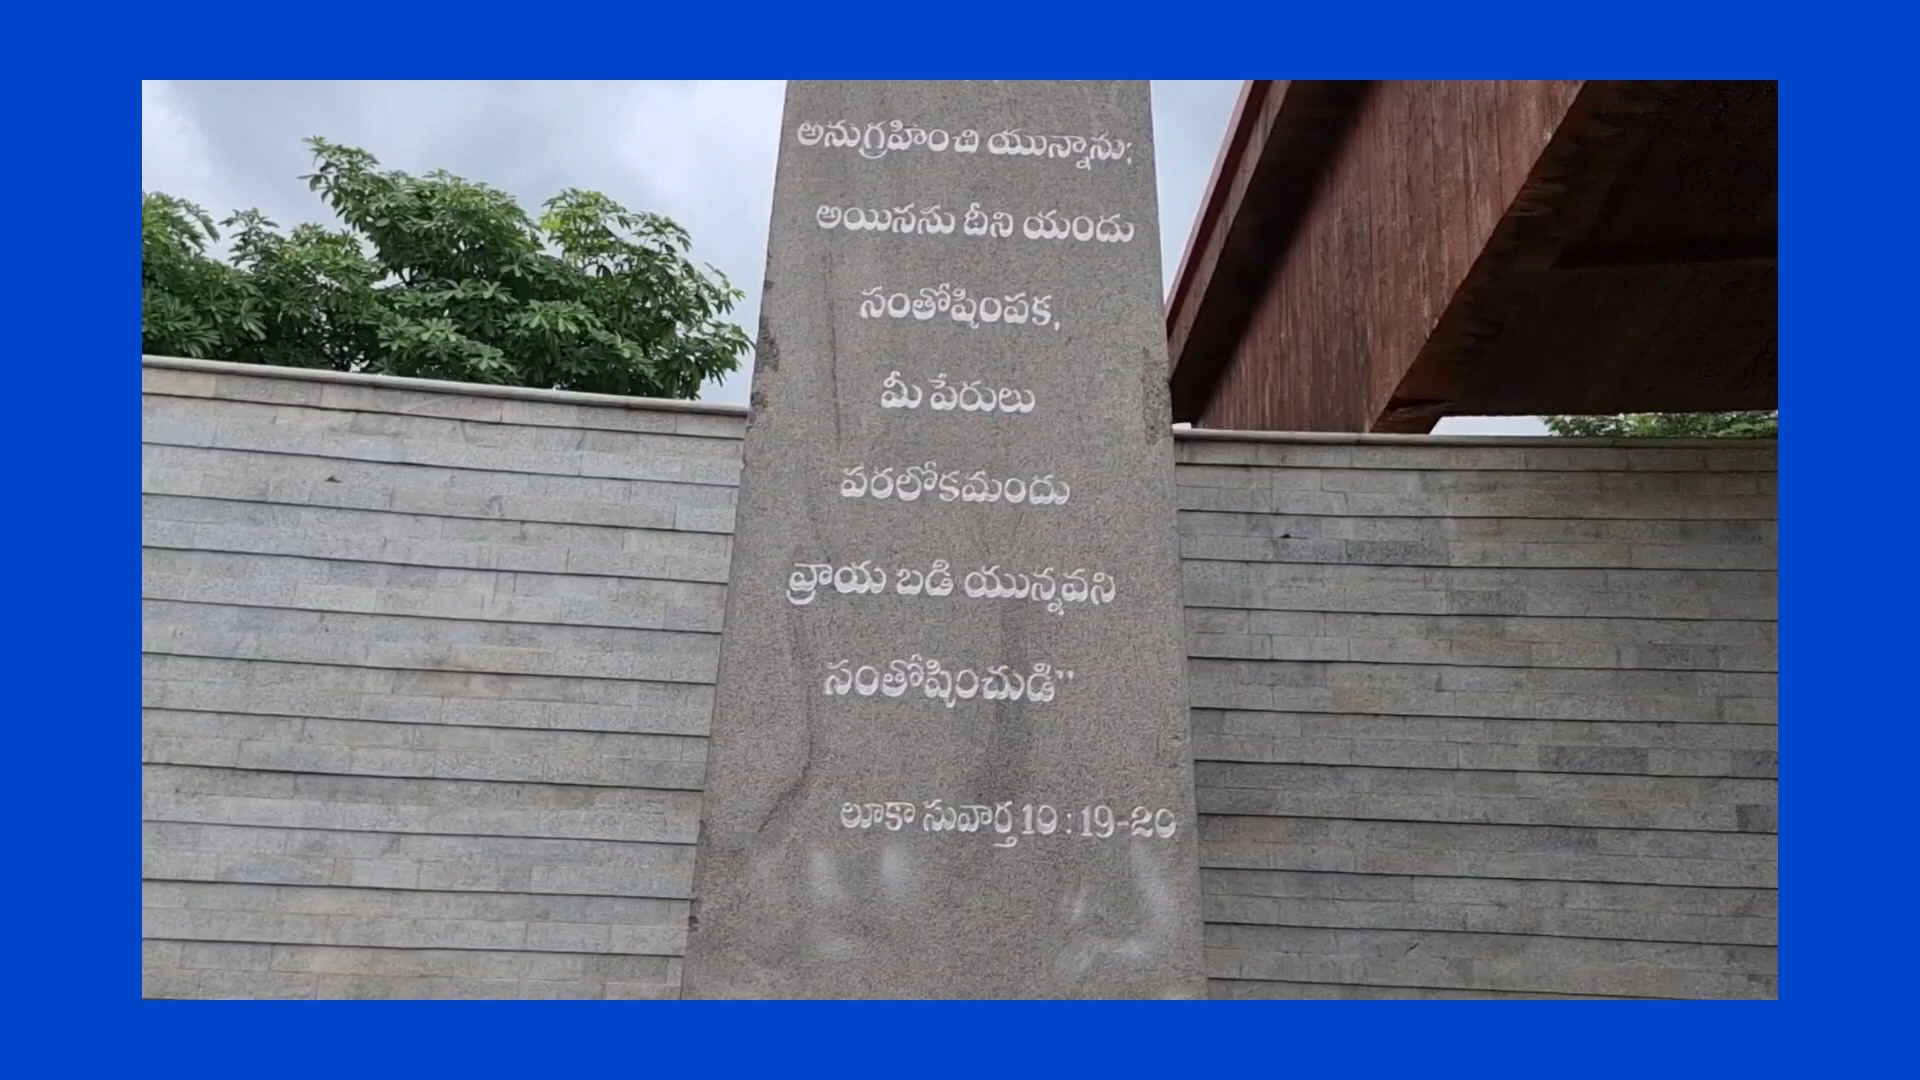 అనుగ్రహించి యున్నాను;
అయినను దీని యందు
సంతోషింపక,
మీ పేరులు
పరలోకమందు
వ్రాయ బడి యున్నవని
సంతోషించుడి"
లూకా సువార్త 10 : 19-20